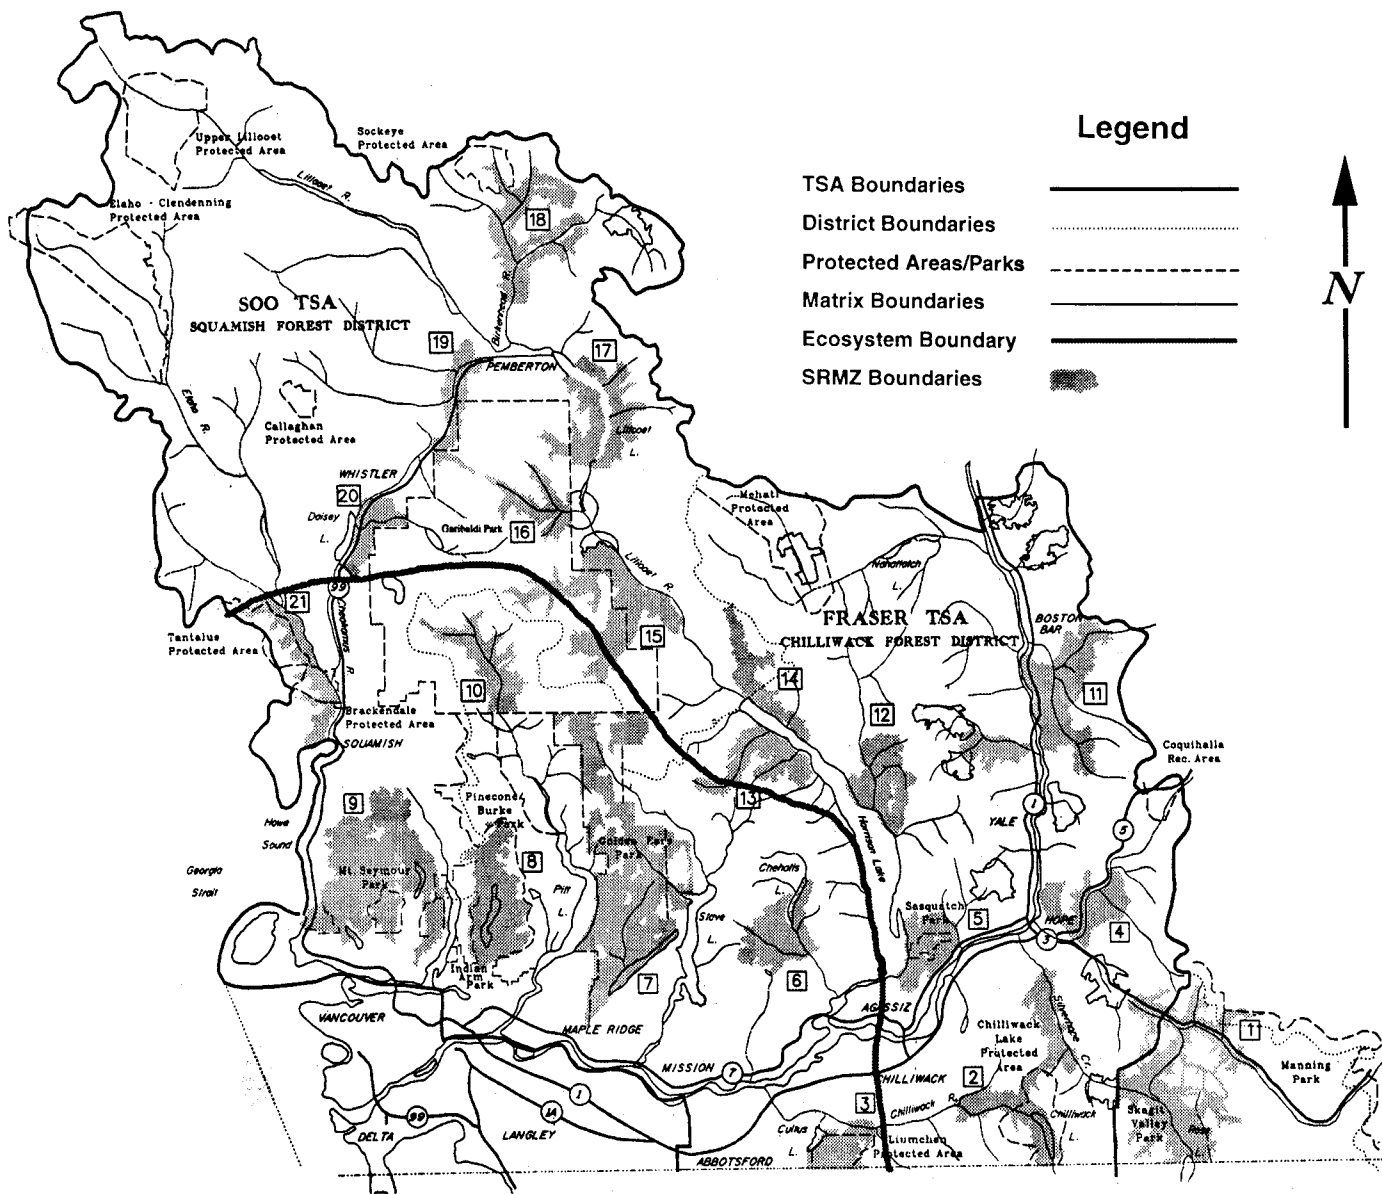 Legend
TSA Boundaries
District Boundaries
Protected Areas/Parks
Matrix Boundaries
Ecosystem Boundary
SRMZ Boundaries
N
Upper Lillooet
Protected Area
Sockeye
Protected Area
Lillooet R.
Elaho - Clendenning
Protected Area
18
SOO TSA
SQUAMISH FOREST DISTRICT
Birkenhead R.
19
17
PEMBERTON
Elaho R.
Callaghan
Protected Area
Lillooet
L.
WHISTLER
20
Daisey
L.
Garibaldi Park
16
Mehatl
Protected
Area
Nahatlatch
L.
Lillooet R.
99
21
Cheakamus R
Tantalus
Protected Area
FRASER TSA
CHILLIWACK FOREST DISTRICT
BOSTON
BAR
15
14
10
11
12
Brackendale
Protected Area
SQUAMISH
Coquihalla
Rec. Area
13
9
Pinecone
Burke
Park
1
YALE
5
Howe
Sound
Golden Ears
Park
Harrison Lake
8
Georgia
Strait
Mt. Seymour
Park
Pitt
L.
Chehalis
L.
Stave
L.
Sasquatch
Park
5
HOPE
3
4
Indian
Arm
Park
7
6
Silverhope Cr.
VANCOUVER
MAPLE RIDGE
AGASSIZ
Chilliwack
Lake
Protected
Area
1
Manning
Park
MISSION
7
CHILLIWACK
2
99
1A
1
3
Chilliwack R.
Chilliwack
L.
Skagit
Valley
Park
Ross
L.
DELTA
LANGLEY
Cultus
L.
Liumchen
Protected Area
ABBOTSFORD